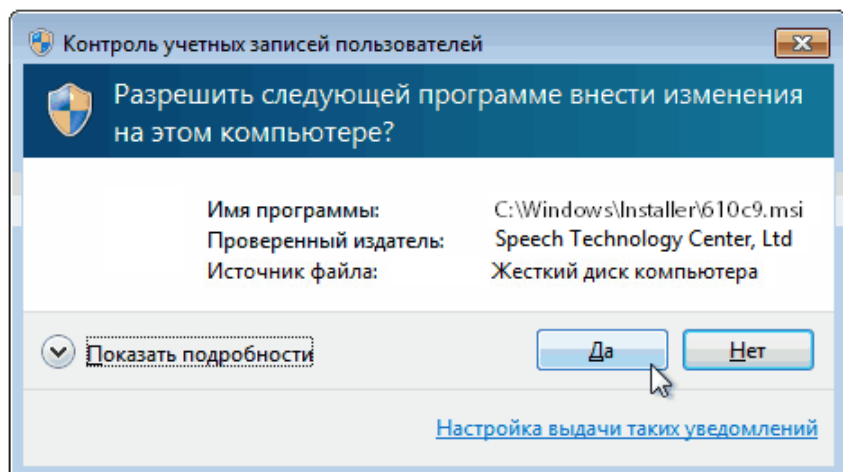 Контроль учетных записей пользователей
Разрешить следующей программе внести изменения
на этом компьютере?
Имя программы: C:\Windows\Installer\610c9.msi
Проверенный издатель: Speech Technology Center, Ltd
Источник файла: Жесткий диск компьютера
Показать подробности Да Нет
Настройка выдачи таких уведомлений